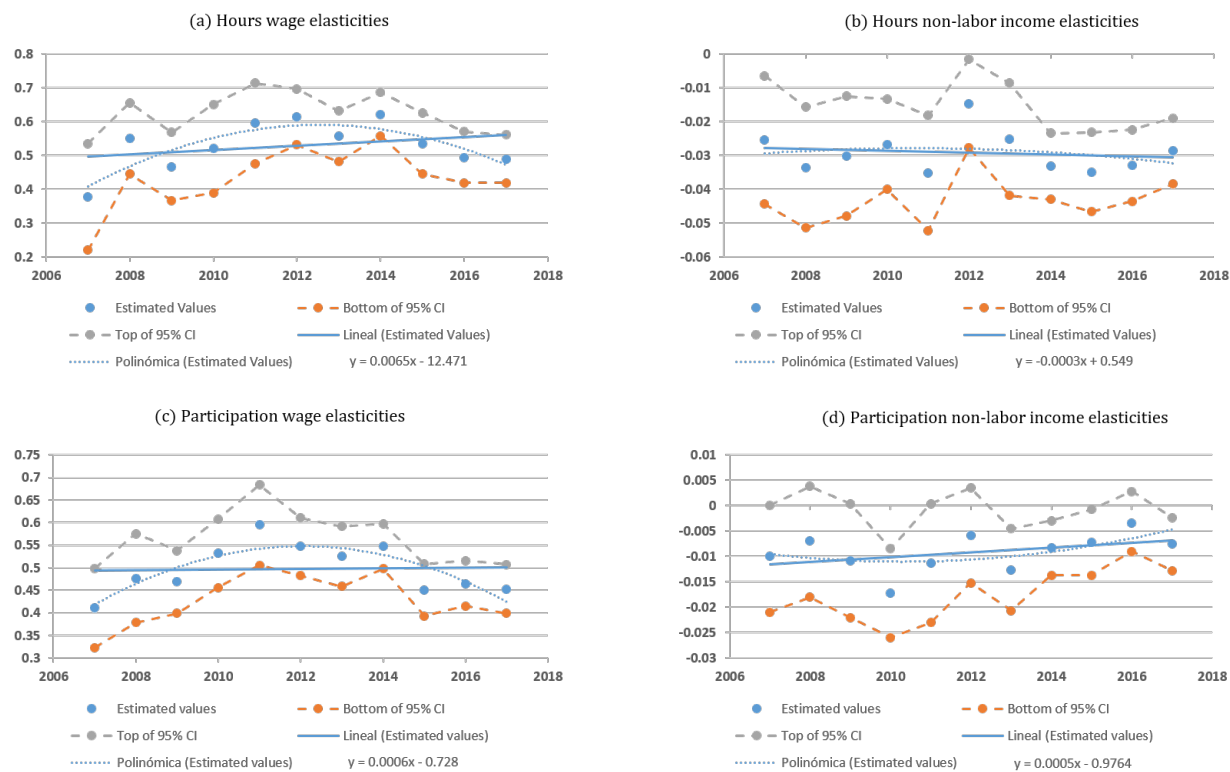 (a) Hours wage elasticities
0.8
0.7
0.6
0.5
0.4
0.3
0.2
2006 2008 2010 2012 2014 2016 2018
Estimated Values Bottom of 95% CI
Top of 95% CI Lineal (Estimated Values)
Polinómica (Estimated Values) y = 0.0065x - 12.471
(b) Hours non-labor income elasticities
0
-0.01
-0.02
-0.03
-0.04
-0.05
-0.06
2006 2008 2010 2012 2014 2016 2018
Estimated Values Bottom of 95% CI
Top of 95% CI Lineal (Estimated Values)
Polinómica (Estimated Values) y = -0.0003x + 0.549
(c) Participation wage elasticities
0.75
0.7
0.65
0.6
0.55
0.5
0.45
0.4
0.35
0.3
2006 2008 2010 2012 2014 2016 2018
Estimated values Bottom of 95% CI
Top of 95% CI Lineal (Estimated values)
Polinómica (Estimated values) y = 0.0006x - 0.728
(d) Participation non-labor income elasticities
0.01
0.005
0
-0.005
-0.01
-0.015
-0.02
-0.025
-0.03
2006 2008 2010 2012 2014 2016 2018
Estimated values Bottom of 95% CI
Top of 95% CI Lineal (Estimated values)
Polinómica (Estimated values) y = 0.0005x - 0.9764